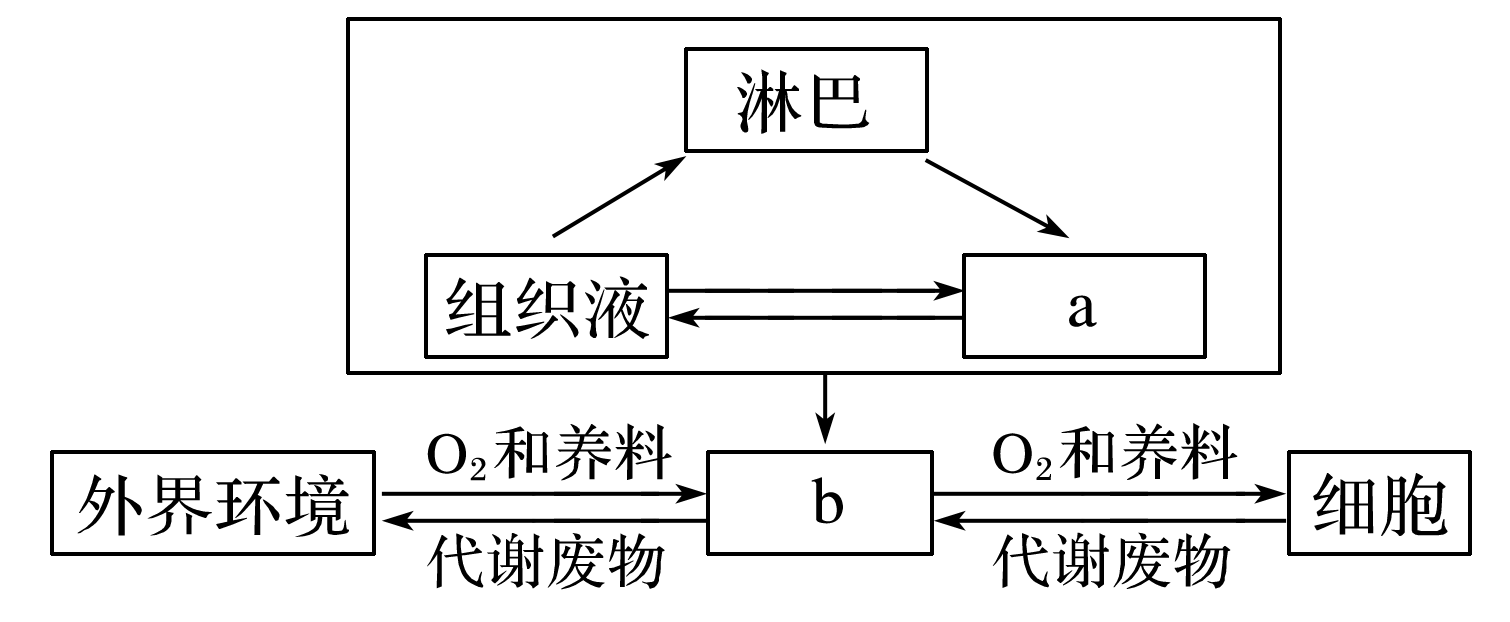 淋巴
组织液
a
O₂和养料
O₂和养料
外界环境
b
细胞
代谢废物
代谢废物